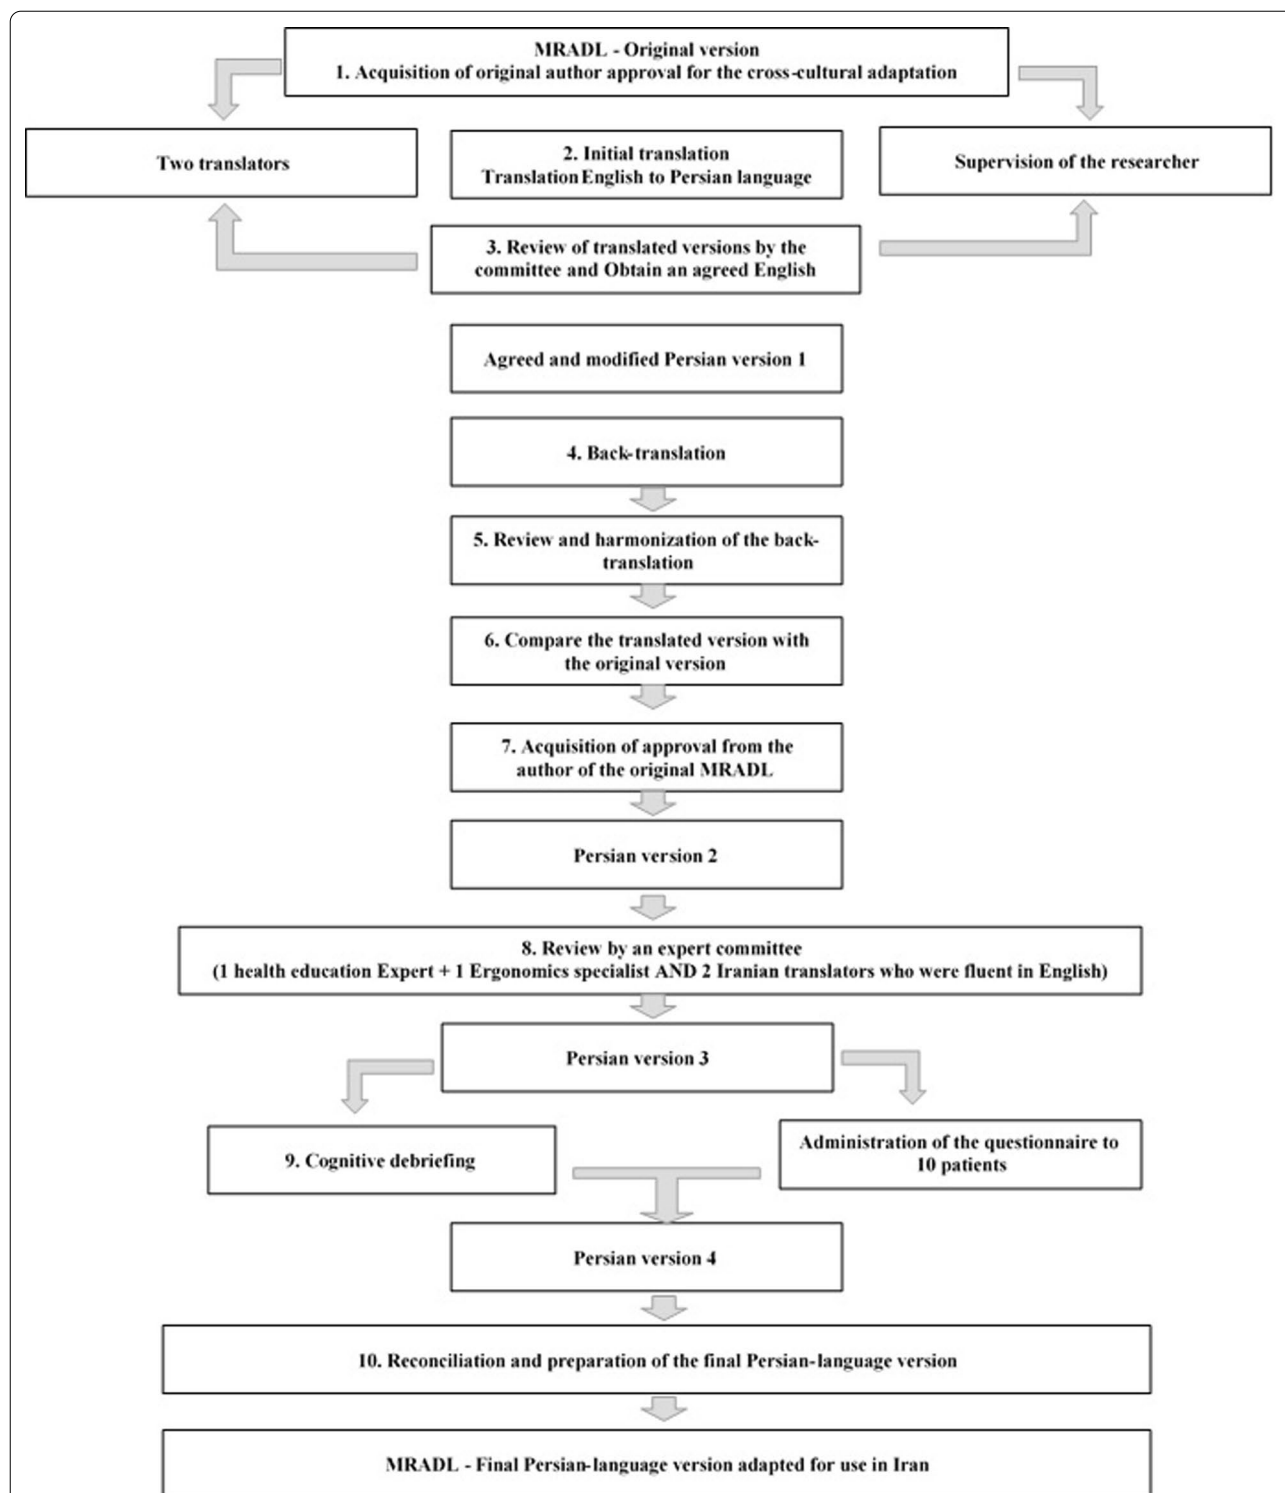 MRADL - Original version
1. Acquisition of original author approval for the cross-cultural adaptation
Two translators
2. Initial translation
Translation English to Persian language
Supervision of the researcher
3. Review of translated versions by the
committee and Obtain an agreed English
Agreed and modified Persian version 1
4. Back-translation
5. Review and harmonization of the back-
translation
6. Compare the translated version with
the original version
7. Acquisition of approval from the
author of the original MRADL
Persian version 2
8. Review by an expert committee
(1 health education Expert + 1 Ergonomics specialist AND 2 Iranian translators who were fluent in English)
Persian version 3
9. Cognitive debriefing
Administration of the questionnaire to
10 patients
Persian version 4
10. Reconciliation and preparation of the final Persian-language version
MRADL - Final Persian-language version adapted for use in Iran